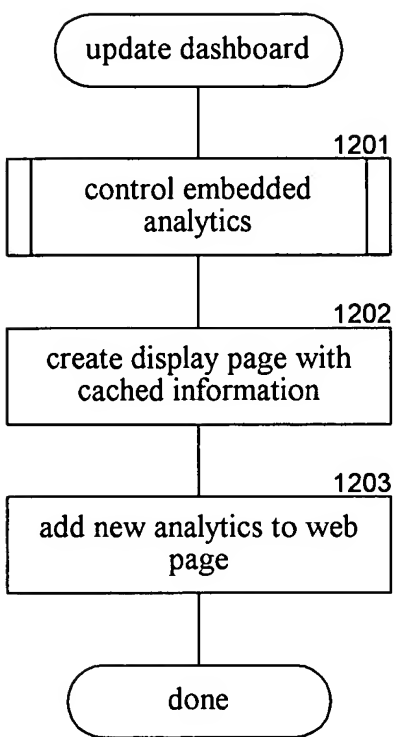 update dashboard
1201
control embedded
analytics
1202
create display page with
cached information
1203
add new analytics to web
page
done